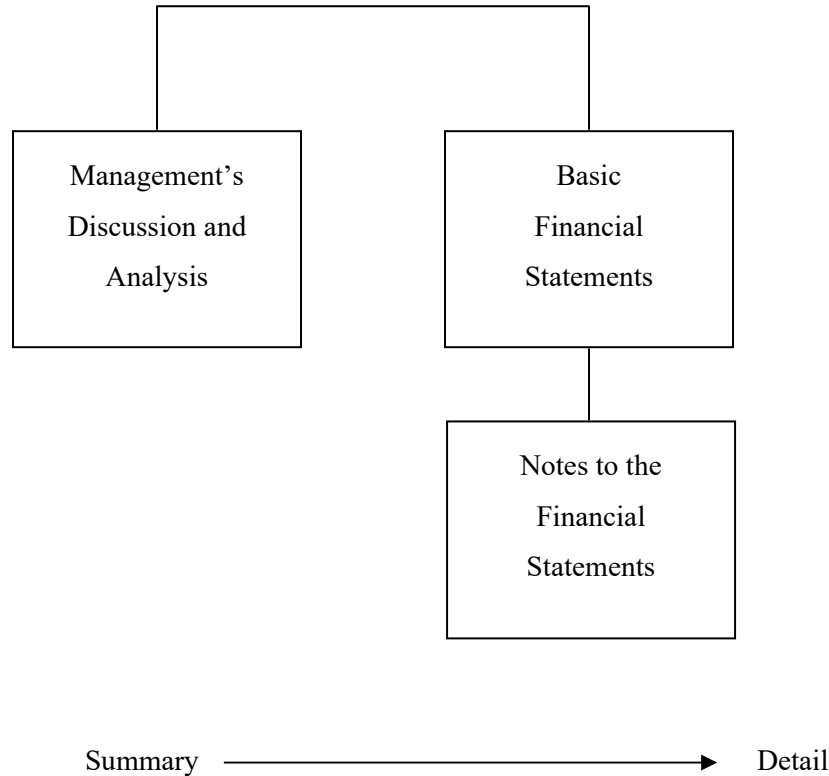 Management’s
Discussion and
Analysis
Basic
Financial
Statements
Notes to the
Financial
Statements
Summary
Detail